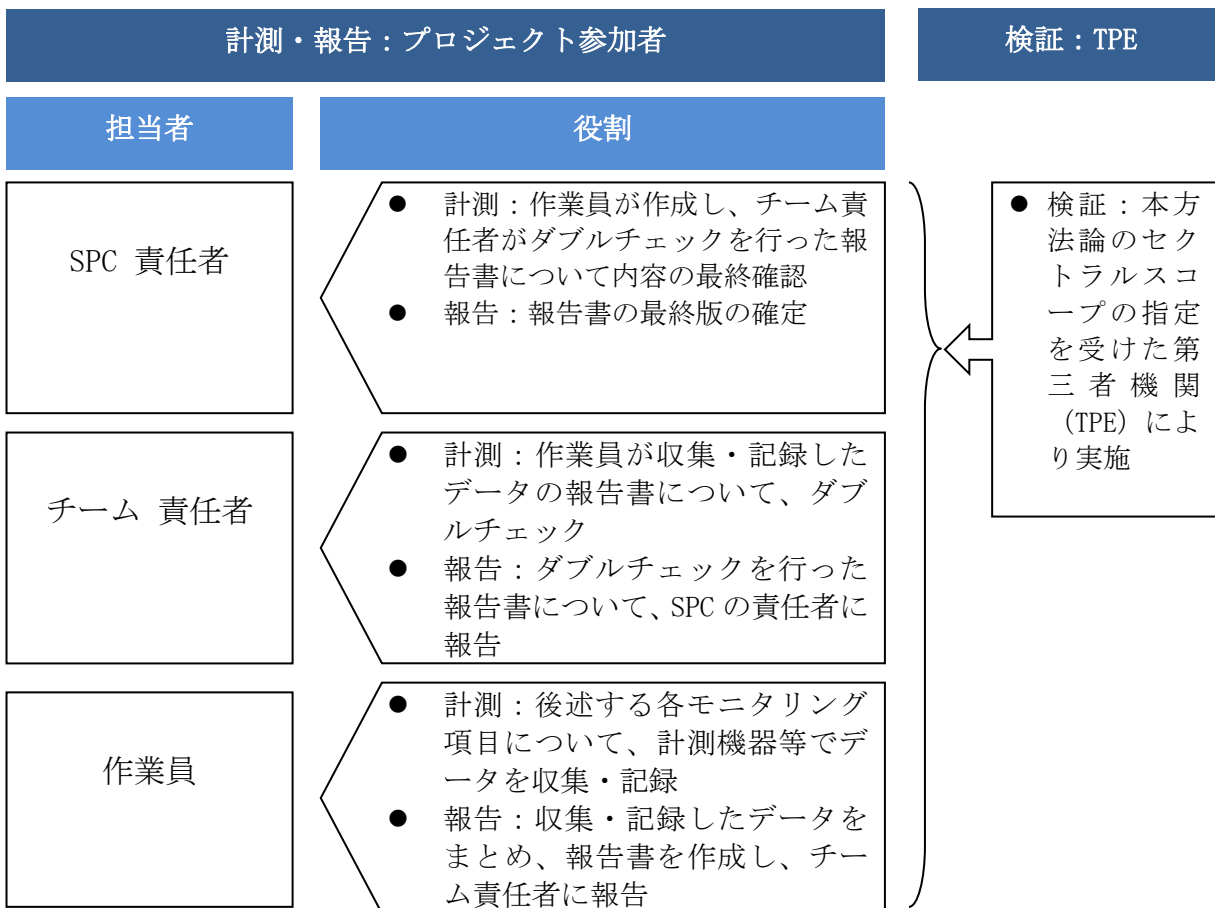 計測・報告：プロジェクト参加者
検証：TPE
担当者
役割
SPC 責任者
● 計測：作業員が作成し、チーム責
任者がダブルチェックを行った報
告書について内容の最終確認
● 報告：報告書の最終版の確定
チーム 責任者
● 計測：作業員が収集・記録した
データの報告書について、ダブ
ルチェック
● 報告：ダブルチェックを行った
報告書について、SPC の責任者に
報告
作業員
● 計測：後述する各モニタリング
項目について、計測機器等でデ
ータを収集・記録
● 報告：収集・記録したデータを
まとめ、報告書を作成し、チー
ム責任者に報告
● 検証：本方
法論のセク
トラルスコ
ープの指定
を受けた第
三者機関
（TPE）によ
り実施